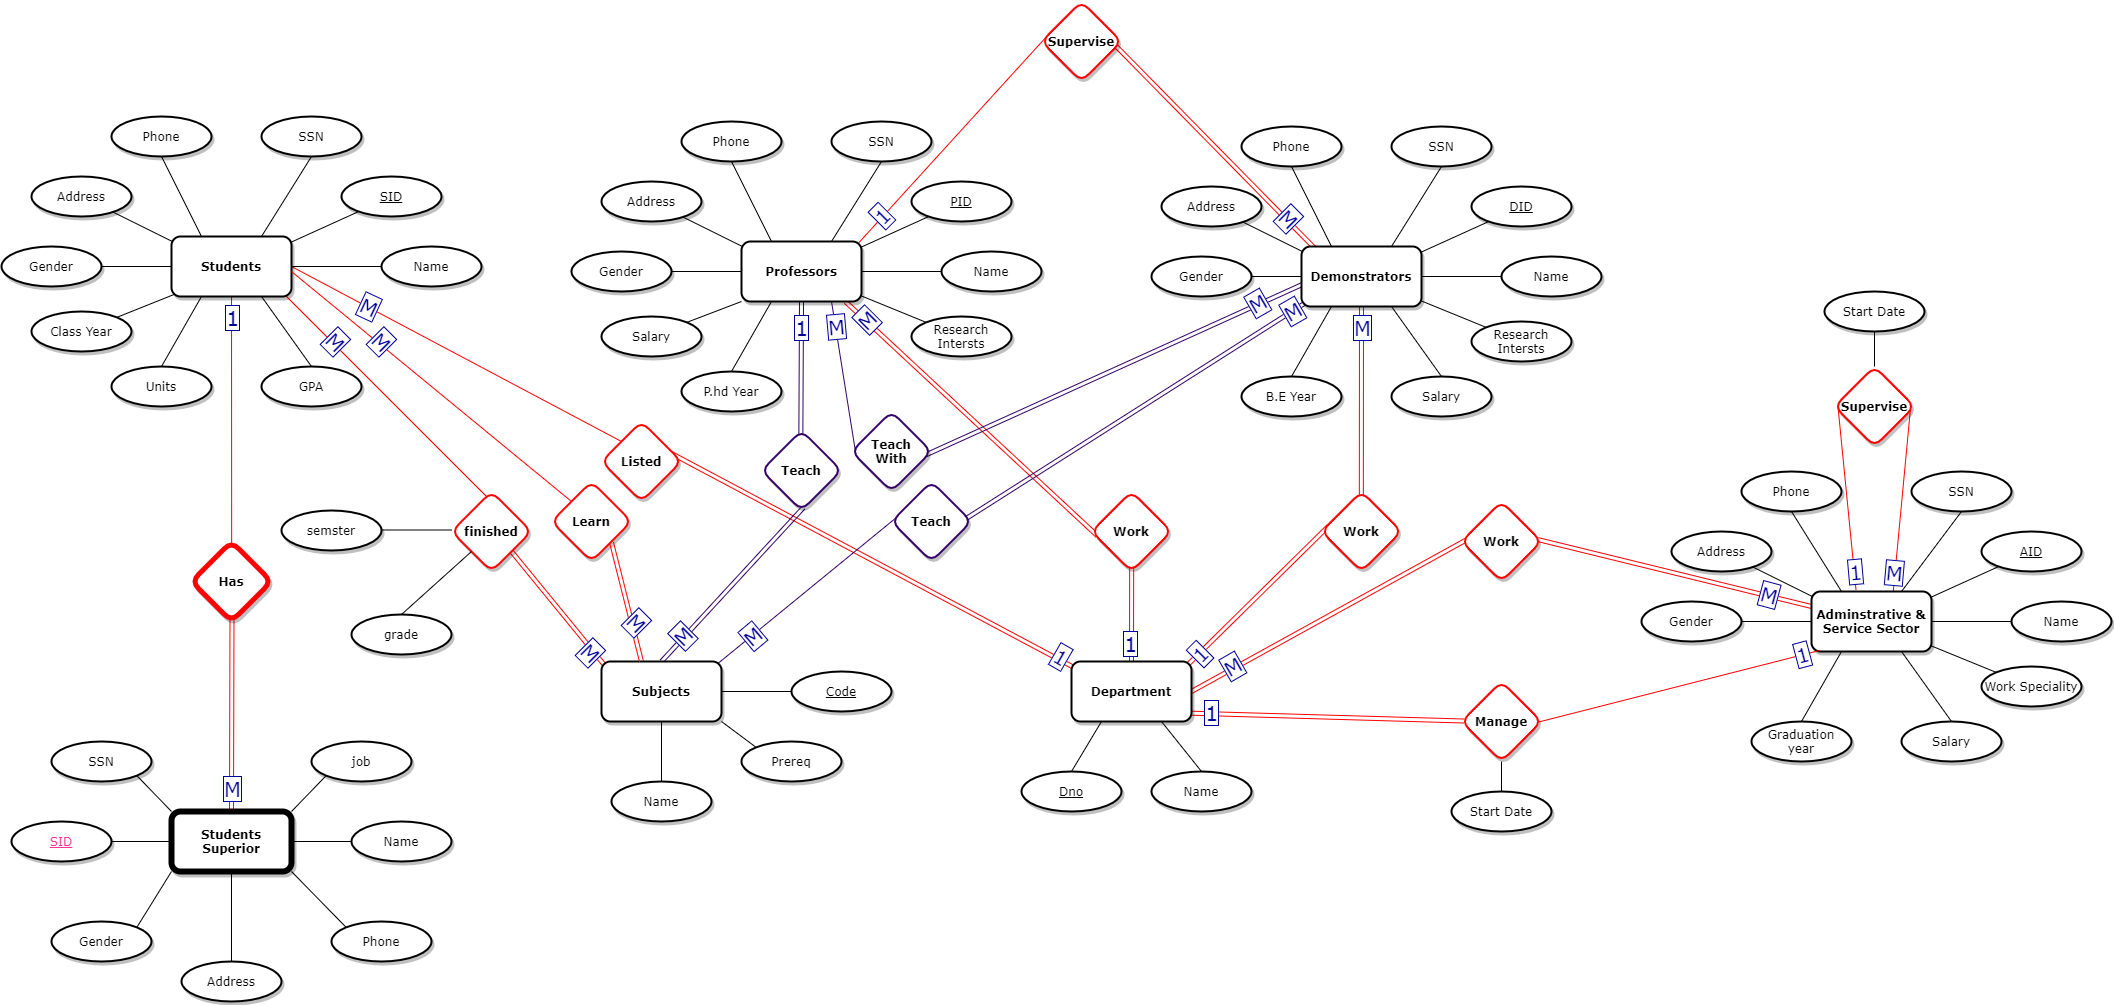 Supervise
1
M
Phone
SSN
Address
SID
Gender
Students
Name
Class Year
Units
GPA
1
M
M
M
Phone
SSN
Address
PID
Gender
Professors
Name
Salary
P.hd Year
Research
Intersts
1
M
M
Phone
SSN
Address
DID
Gender
Demonstrators
Name
B.E Year
Salary
Research
Intersts
M
M
M
Start Date
Supervise
1
M
Listed
Teach
Teach
With
Teach
semster
finished
Learn
grade
Has
Work
Work
Work
Phone
SSN
Address
AID
Gender
Adminstrative &
Service Sector
Name
Work Speciality
Graduation
year
Salary
M
1
M
M
M
M
1
1
1
M
1
Subjects
Code
Prereq
Name
Department
Dno
Name
Manage
Start Date
M
SSN
job
SID
Students
Superior
Name
Gender
Address
Phone